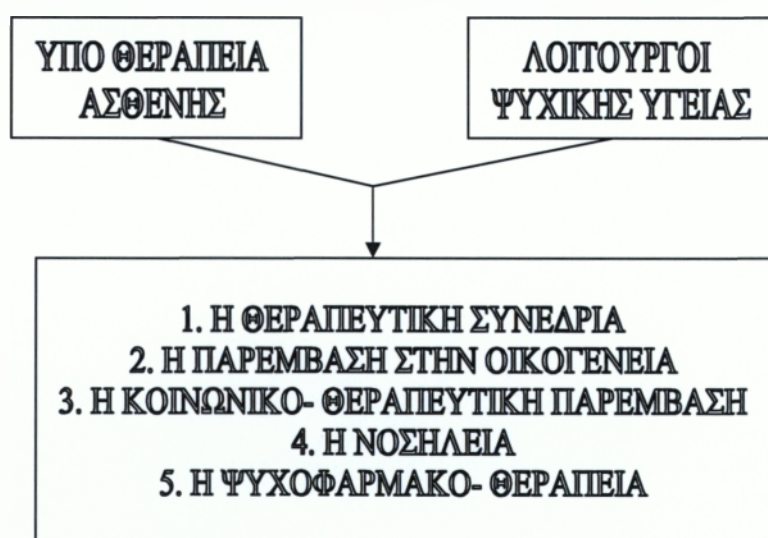 ΥΠΟ ΘΕΡΑΠΕΙΑ
ΑΣΘΕΝΗΣ
ΛΟΙΤΟΥΡΓΟΙ
ΨΥΧΙΚΗΣ ΥΓΕΙΑΣ
1. Η ΘΕΡΑΠΕΥΤΙΚΗ ΣΥΝΕΔΡΙΑ
2. Η ΠΑΡΕΜΒΑΣΗ ΣΤΗΝ ΟΙΚΟΓΕΝΕΙΑ
3. Η ΚΟΙΝΩΝΙΚΟ- ΘΕΡΑΠΕΥΤΙΚΗ ΠΑΡΕΜΒΑΣΗ
4. Η ΝΟΣΗΛΕΙΑ
5. Η ΨΥΧΟΦΑΡΜΑΚΟ- ΘΕΡΑΠΕΙΑ